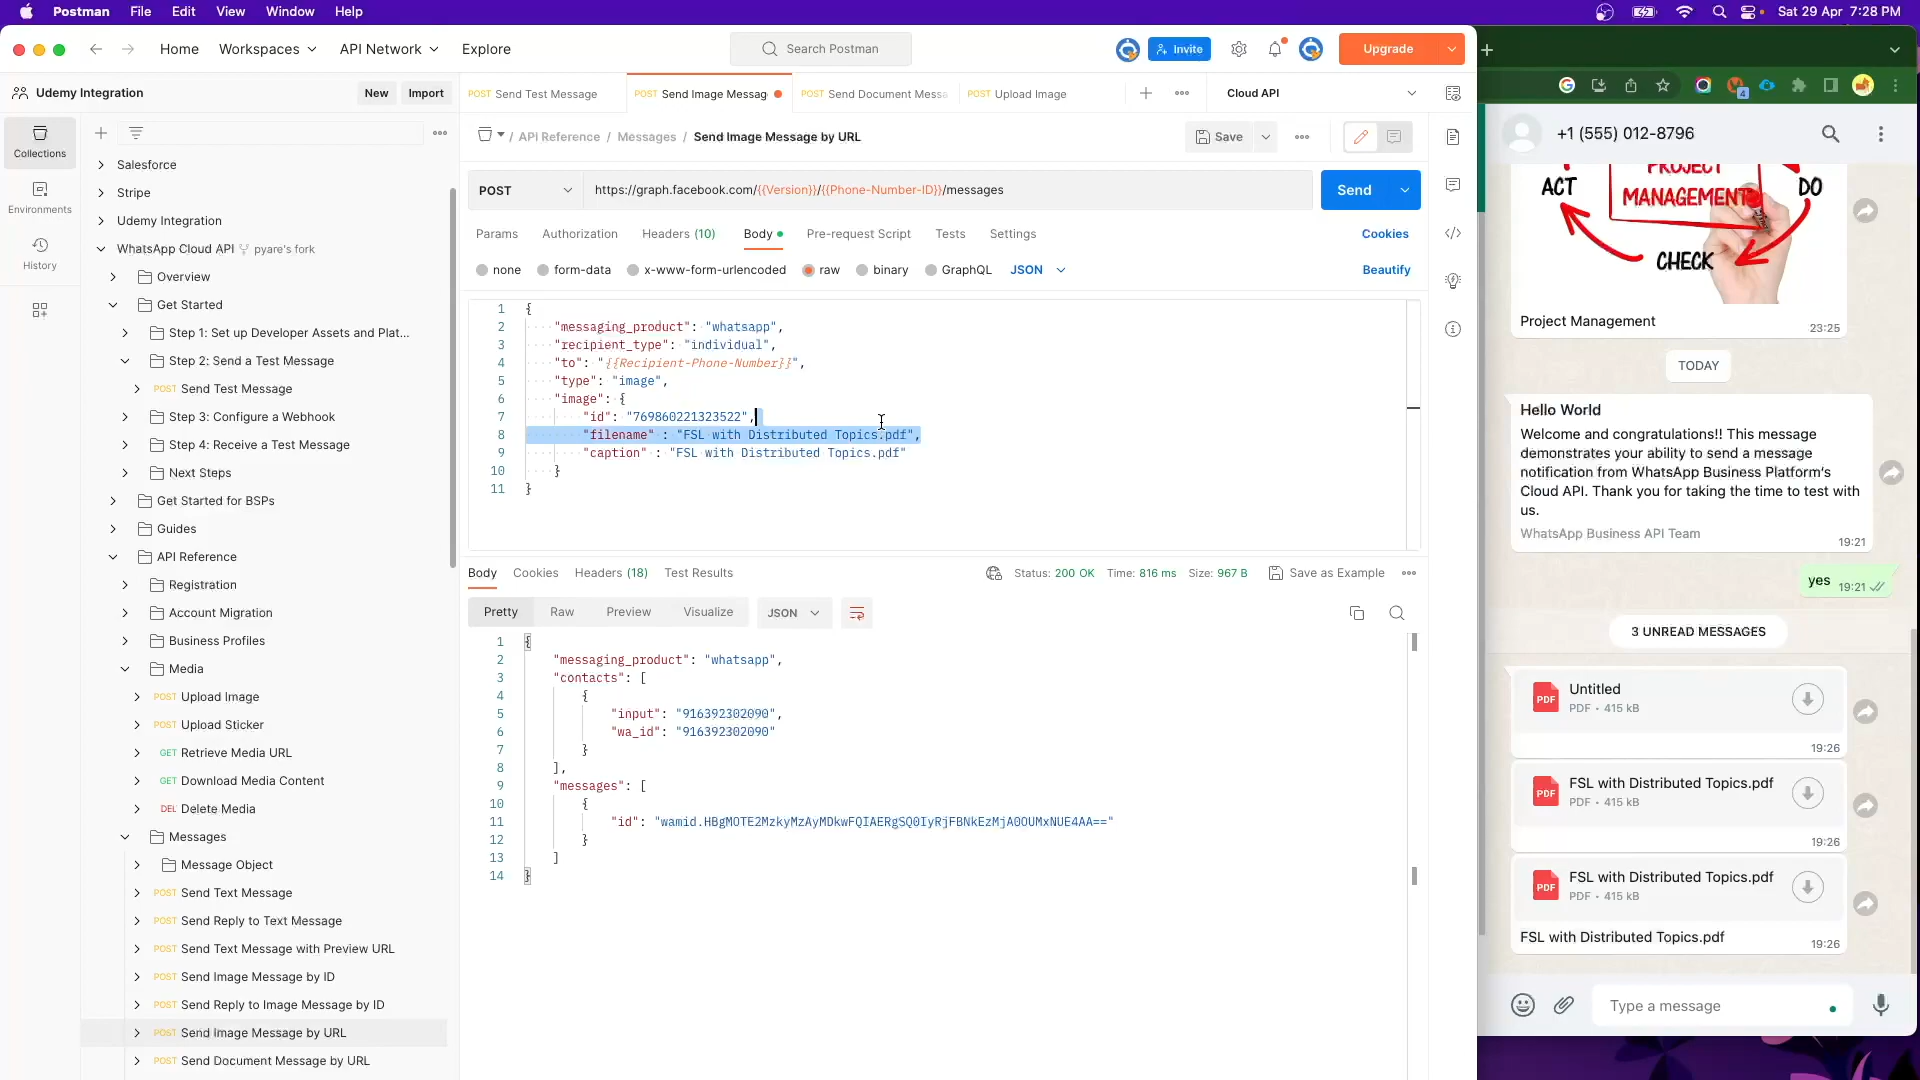 Postman File Edit View Window Help
Sat 29 Apr 7:28 PM
Home Workspaces API Network Explore
Search Postman
Invite
Upgrade
Udemy Integration
New Import
POST Send Test Message
POST Send Image Messag
POST Send Document Messa
POST Upload Image
Cloud API
Collections
Environments
History
Salesforce
Stripe
Udemy Integration
WhatsApp Cloud API pyare's fork
Overview
Get Started
Step 1: Set up Developer Assets and Plat...
Step 2: Send a Test Message
POST Send Test Message
Step 3: Configure a Webhook
Step 4: Receive a Test Message
Next Steps
Get Started for BSPs
Guides
API Reference
Registration
Account Migration
Business Profiles
Media
POST Upload Image
POST Upload Sticker
GET Retrieve Media URL
GET Download Media Content
DEL Delete Media
Messages
Message Object
POST Send Text Message
POST Send Reply to Text Message
POST Send Text Message with Preview URL
POST Send Image Message by ID
POST Send Reply to Image Message by ID
POST Send Image Message by URL
POST Send Document Message by URL
/ API Reference / Messages / Send Image Message by URL
Save
POST https://graph.facebook.com/{{Version}}/{{Phone-Number-ID}}/messages
Send
Params Authorization Headers (10) Body Pre-request Script Tests Settings
Cookies
none form-data x-www-form-urlencoded raw binary GraphQL JSON
Beautify
1 {
2 "messaging_product": "whatsapp",
3 "recipient_type": "individual",
4 "to": "{{Recipient-Phone-Number}}",
5 "type": "image",
6 "image": {
7 "id": "769860221323522",
8 "filename" : "FSL with Distributed Topics.pdf",
9 "caption" : "FSL with Distributed Topics.pdf"
10 }
11 }
Body Cookies Headers (18) Test Results
Status: 200 OK Time: 816 ms Size: 967 B Save as Example
Pretty Raw Preview Visualize JSON
1 {
2 "messaging_product": "whatsapp",
3 "contacts": [
4 {
5 "input": "916392302090",
6 "wa_id": "916392302090"
7 }
8 ],
9 "messages": [
10 {
11 "id": "wamid.HBgMOTE2MzkyMzAyMDkwFQIAERgSQ0IyRjFBNkEzMjA0OUMxNUE4AA=="
12 }
13 ]
14 }
4
+1 (555) 012-8796
PROJECT
MANAGEMENT
ACT
DO
CHECK
Project Management
23:25
TODAY
Hello World
Welcome and congratulations!! This message
demonstrates your ability to send a message
notification from WhatsApp Business Platform's
Cloud API. Thank you for taking the time to test with
us.
WhatsApp Business API Team
19:21
yes 19:21
3 UNREAD MESSAGES
PDF Untitled
PDF • 415 kB
19:26
PDF FSL with Distributed Topics.pdf
PDF • 415 kB
19:26
PDF FSL with Distributed Topics.pdf
PDF • 415 kB
FSL with Distributed Topics.pdf
19:26
Type a message